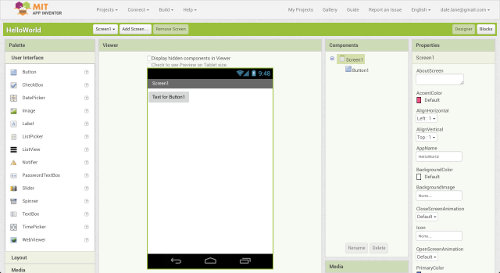 MIT
APP INVENTOR
Projects
Connect
Build
Help
My Projects
Gallery
Guide
Report an Issue
English
HelloWorld
Screen1
Add Screen...
Remove Screen
Designer
Blocks
Palette
User Interface
Button
CheckBox
DatePicker
Image
Label
ListPicker
ListView
Notifier
PasswordTextBox
Slider
Spinner
TextBox
TimePicker
WebViewer
Layout
Media
Viewer
Display hidden components in Viewer
Check to see Preview on Tablet size.
9:48
Screen1
Text for Button1
Components
Screen1
Button1
Rename
Delete
Media
Properties
Screen1
AboutScreen
AccentColor
Default
AlignHorizontal
Left : 1
AlignVertical
Top : 1
AppName
HelloWorld
BackgroundColor
Default
BackgroundImage
None...
CloseScreenAnimation
Default
Icon
None...
OpenScreenAnimation
Default
PrimaryColor